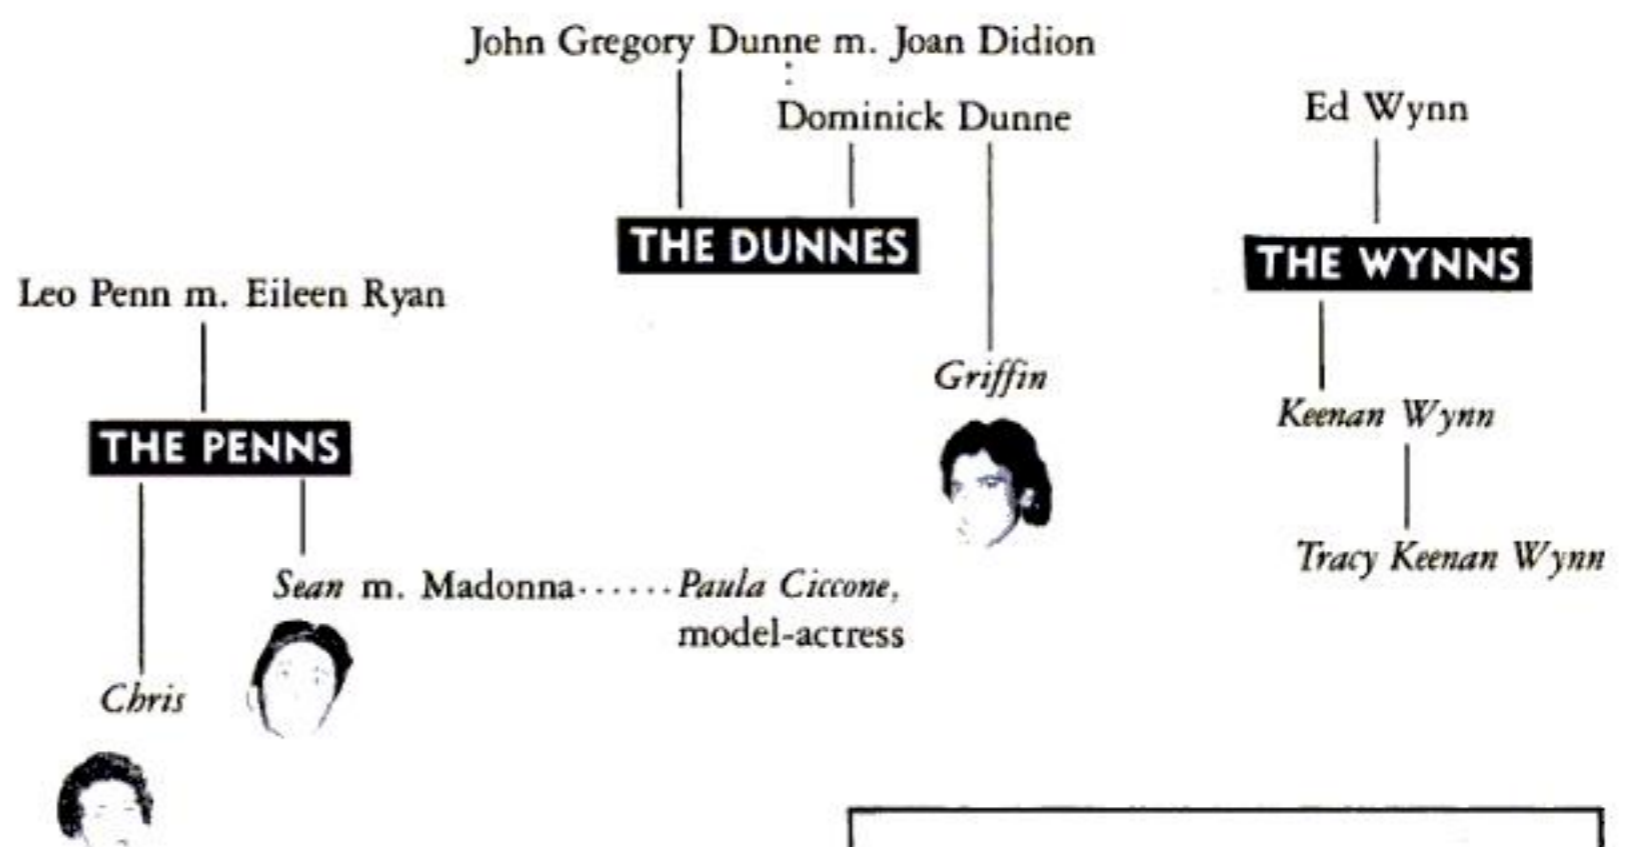 John Gregory Dunne m. Joan Didion
Dominick Dunne
Ed Wynn
THE DUNNES
THE WYNNS
Leo Penn m. Eileen Ryan
Griffin
Keenan Wynn
THE PENNS
Tracy Keenan Wynn
Sean m. Madonna......Paula Ciccone,
model-actress
Chris